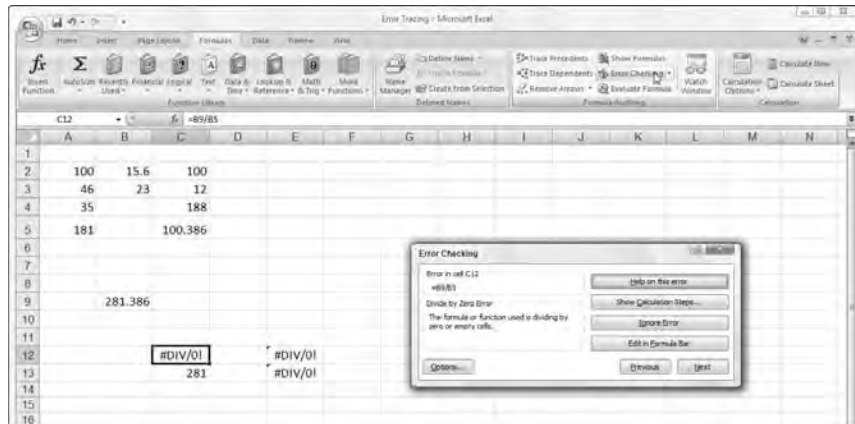 Error Tracing - Microsoft Excel
Home Insert Page Layout Formulas Data Review View
fx Insert Function
Σ AutoSum
Recently Used
Financial
Logical
Text
Date & Time
Lookup & Reference
Math & Trig
More Functions
Function Library
Name Manager
Define Name
Create from Selection
Defined Names
Trace Precedents
Trace Dependents
Remove Arrows
Show Formulas
Error Checking
Evaluate Formula
Formula Auditing
Watch Window
Calculation Options
Calculate Now
Calculate Sheet
Calculation
C12 fx =B9/B5
A B C D E F G H I J K L M N
1
2 100 15.6 100
3 46 23 12
4 35 188
5 181 100.386
6
7
8
9 281.386
10
11
12 #DIV/0! #DIV/0!
13 281 #DIV/0!
14
15
16
Error Checking
Error in cell C12
=B9/B5
Divide by Zero Error
The formula or function used is dividing by
zero or empty cells.
Help on this error
Show Calculation Steps...
Ignore Error
Edit in Formula Bar
Options...
Previous Next